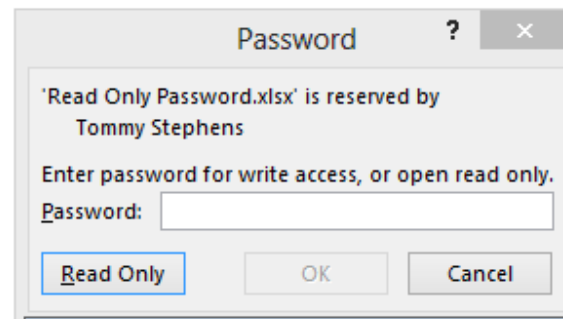 Password ? ×
'Read Only Password.xlsx' is reserved by
Tommy Stephens
Enter password for write access, or open read only.
Password:
Read Only OK Cancel